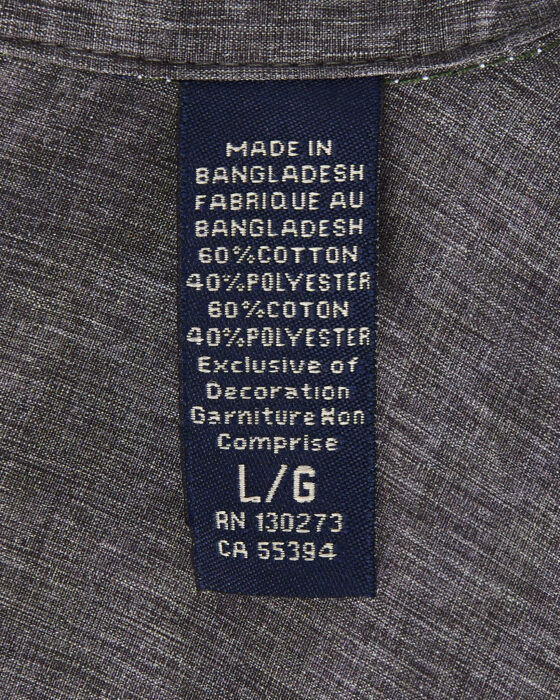 MADE IN
BANGLADESH
FABRIQUE AU
BANGLADESH
60%COTTON
40%POLYESTER
60%COTON
40%POLYESTER
Exclusive of
Decoration
Garniture Non
Comprise
L/G
RN 130273
CA 55394